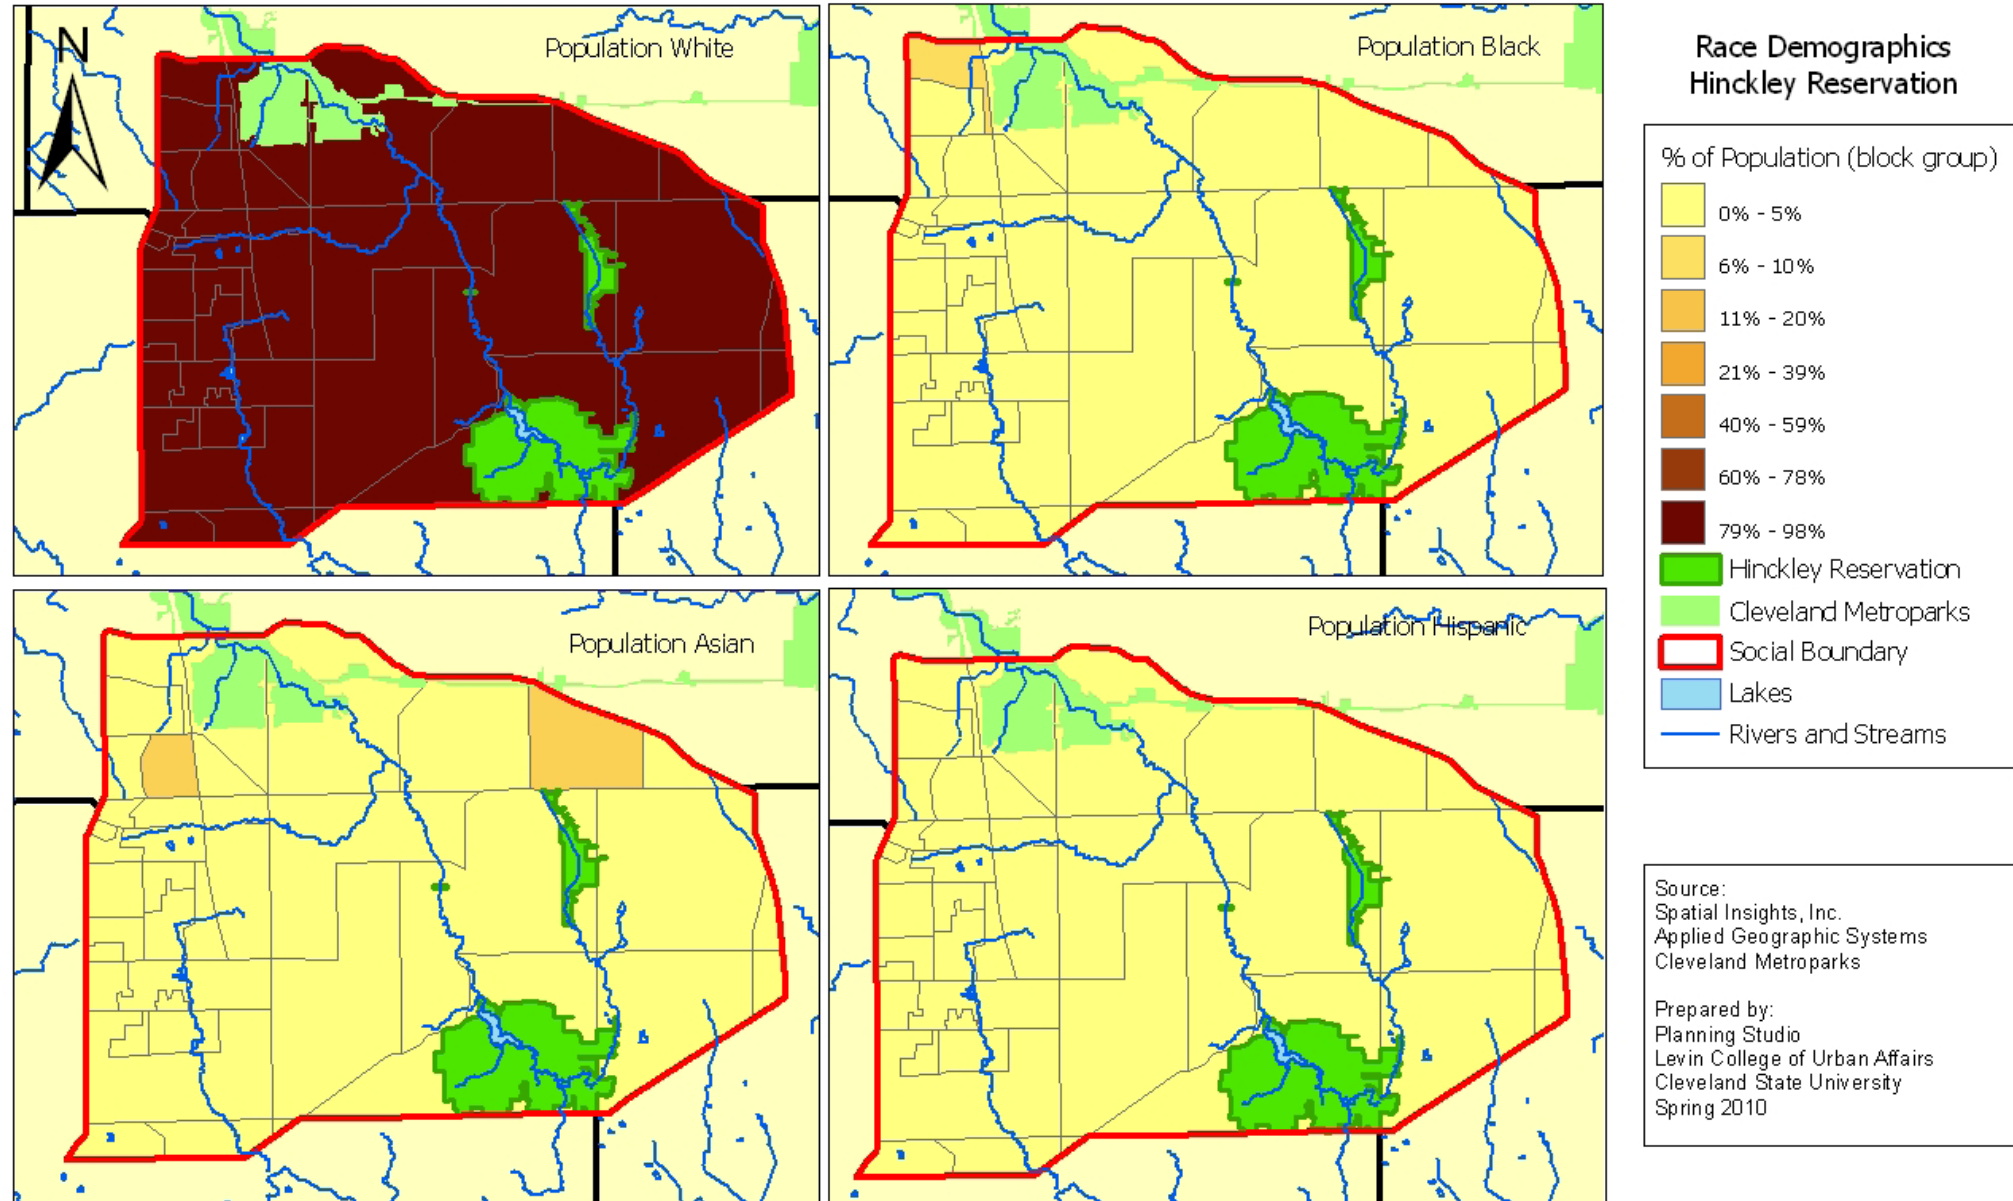 N
Population White
Population Black
Population Asian
Population Hispanic
Race Demographics
Hinckley Reservation
% of Population (block group)
0% - 5%
6% - 10%
11% - 20%
21% - 39%
40% - 59%
60% - 78%
79% - 98%
Hinckley Reservation
Cleveland Metroparks
Social Boundary
Lakes
Rivers and Streams
Source:
Spatial Insights, Inc.
Applied Geographic Systems
Cleveland Metroparks
Prepared by:
Planning Studio
Levin College of Urban Affairs
Cleveland State University
Spring 2010